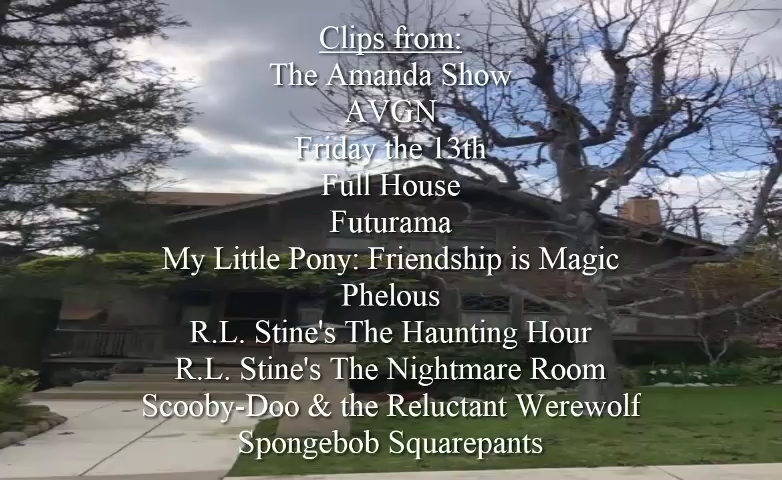 Clips from:
The Amanda Show
AVGN
Friday the 13th
Full House
Futurama
My Little Pony: Friendship is Magic
Phelous
R.L. Stine's The Haunting Hour
R.L. Stine's The Nightmare Room
Scooby-Doo & the Reluctant Werewolf
Spongebob Squarepants